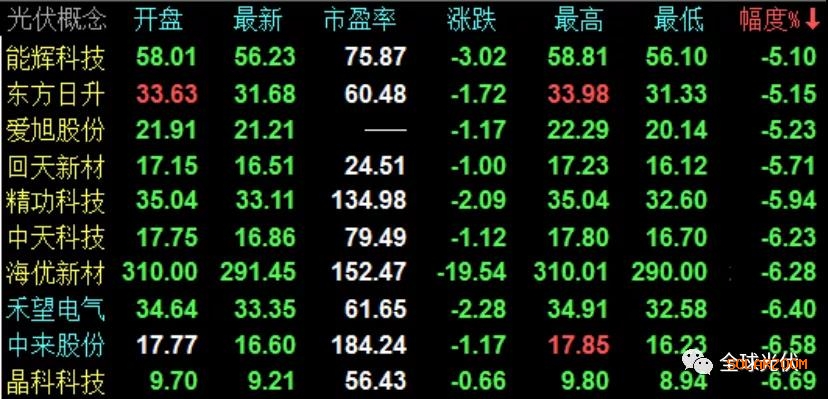 光伏概念 开盘 最新 市盈率 涨跌 最高 最低 幅度%↓
能辉科技 58.01 56.23 75.87 -3.02 58.81 56.10 -5.10
东方日升 33.63 31.68 60.48 -1.72 33.98 31.33 -5.15
爱旭股份 21.91 21.21 —— -1.17 22.29 20.14 -5.23
回天新材 17.15 16.51 24.51 -1.00 17.23 16.12 -5.71
精功科技 35.04 33.11 134.98 -2.09 35.04 32.60 -5.94
中天科技 17.75 16.86 79.49 -1.12 17.80 16.70 -6.23
海优新材 310.00 291.45 152.47 -19.54 310.01 290.00 -6.28
禾望电气 34.64 33.35 61.65 -2.28 34.91 32.58 -6.40
中来股份 17.77 16.60 184.24 -1.17 17.85 16.23 -6.58
晶科科技 9.70 9.21 56.43 -0.66 9.80 8.94 -6.69
全球光伏